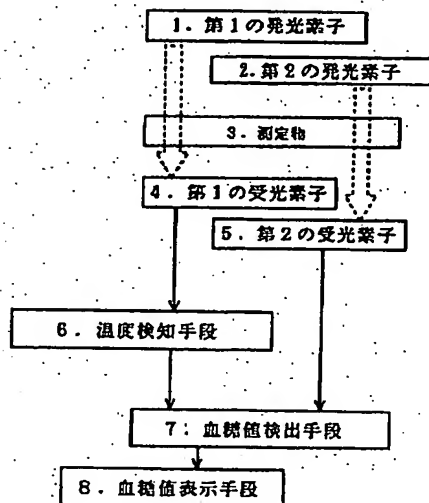 1. 第1の発光素子
2. 第2の発光素子
3. 測定物
4. 第1の受光素子
5. 第2の受光素子
6. 温度検知手段
7: 血糖値検出手段
8. 血糖値表示手段